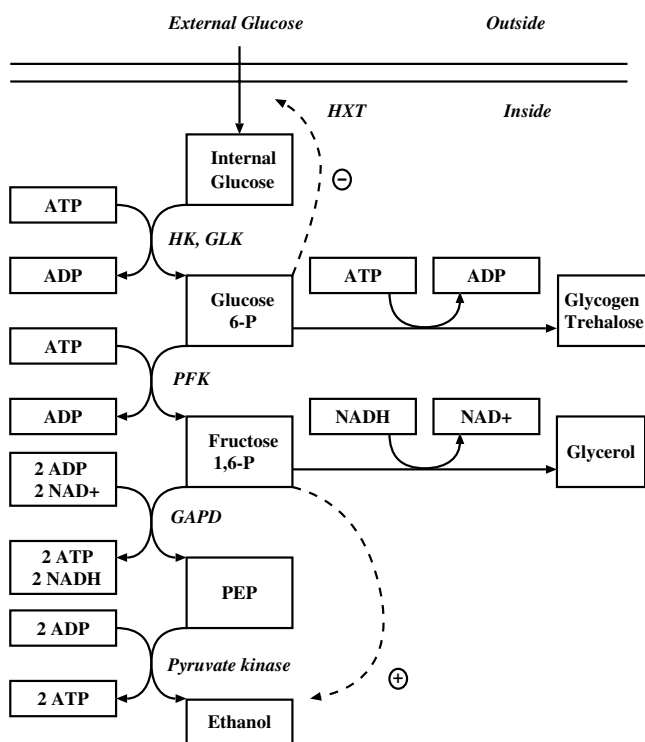 External Glucose
Outside
HXT
Inside
Internal
Glucose
−
ATP
HK, GLK
ADP
Glucose
6-P
ATP
ADP
Glycogen
Trehalose
ATP
PFK
ADP
Fructose
1,6-P
NADH
NAD+
Glycerol
2 ADP
2 NAD+
GAPD
2 ATP
2 NADH
PEP
2 ADP
Pyruvate kinase
+
2 ATP
Ethanol